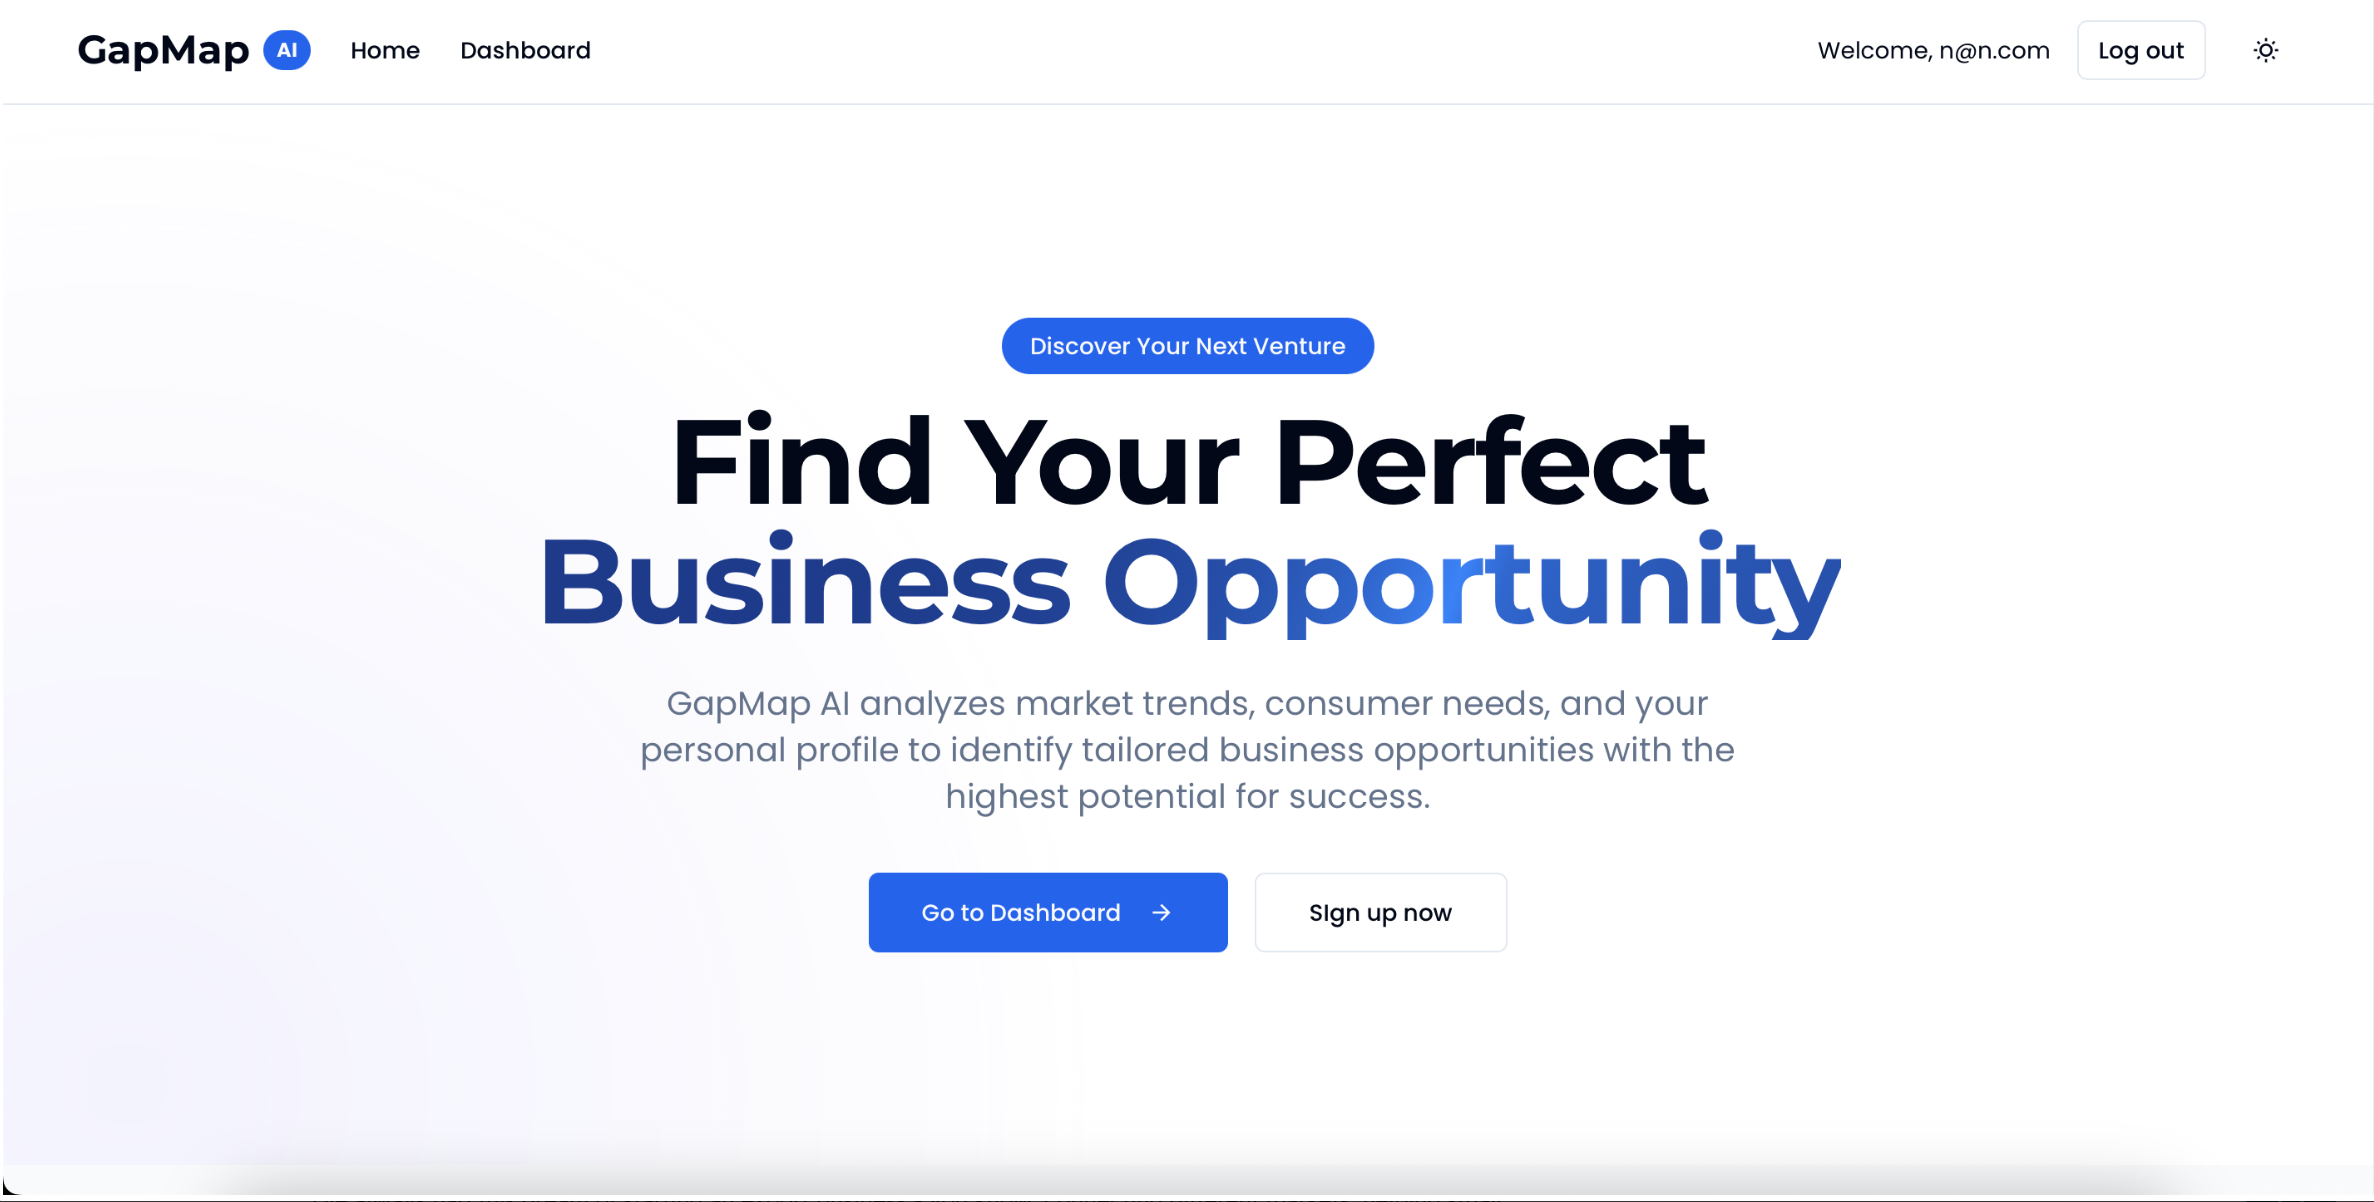 GapMap AI Home Dashboard Welcome, n@n.com Log out
Discover Your Next Venture
Find Your Perfect
Business Opportunity
GapMap AI analyzes market trends, consumer needs, and your
personal profile to identify tailored business opportunities with the
highest potential for success.
Go to Dashboard → SIgn up now